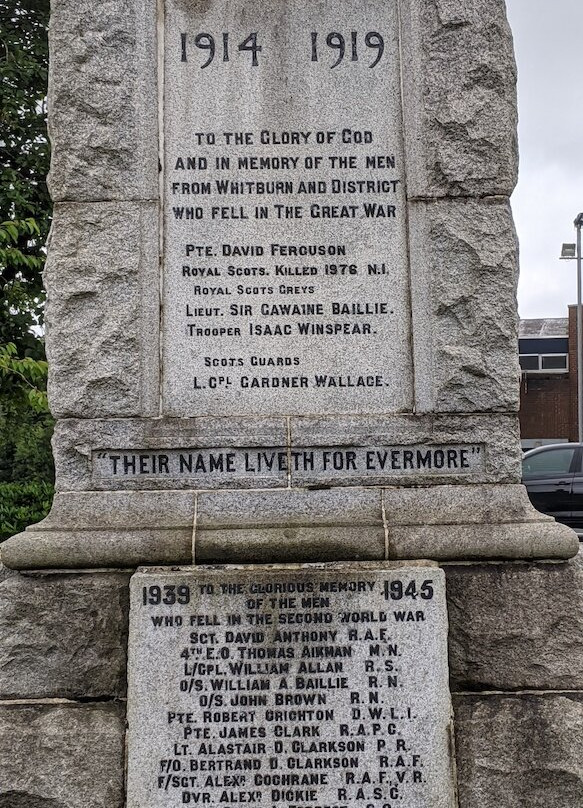 1914 1919
TO THE GLORY OF GOD
AND IN MEMORY OF THE MEN
FROM WHITBURN AND DISTRICT
WHO FELL IN THE GREAT WAR
PTE. DAVID FERGUSON
ROYAL SCOTS. KILLED 1976 N.I.
ROYAL SCOTS GREYS
LIEUT. SIR GAWAINE BAILLIE.
TROOPER ISAAC WINSPEAR.
SCOTS GUARDS
L.CPL GARDNER WALLACE.
"THEIR NAME LIVETH FOR EVERMORE"
1939 TO THE GLORIOUS MEMORY 1945
OF THE MEN
WHO FELL IN THE SECOND WORLD WAR
SGT. DAVID ANTHONY R.A.F.
4TH E.O. THOMAS AIKMAN M.N.
L/CPL. WILLIAM ALLAN R.S.
O/S. WILLIAM A BAILLIE R.N.
O/S. JOHN BROWN R.N.
PTE. ROBERT CRICHTON D.W.L.I.
PTE. JAMES CLARK R.A.P.C.
LT. ALASTAIR D. CLARKSON P.R.
F/O. BERTRAND D. CLARKSON R.A.F.
F/SGT. ALEXR COCHRANE R.A.F.V.R.
DVR. ALEXR DICKIE R.A.S.C.